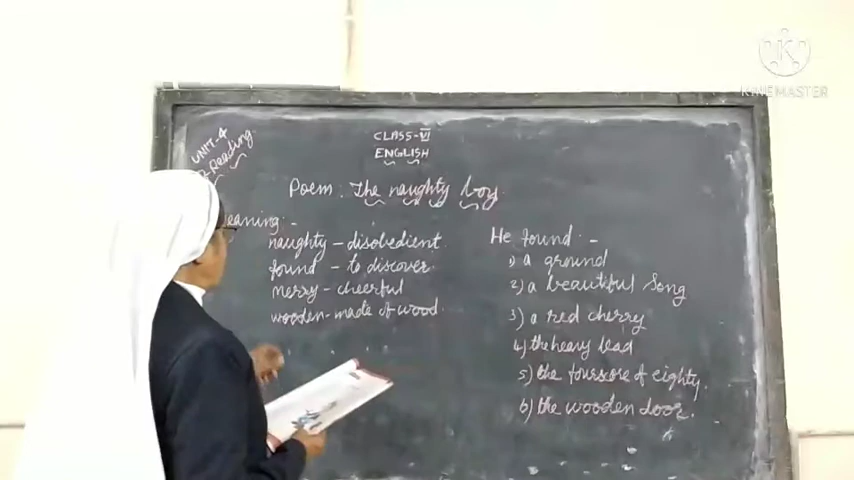 KINEMASTER
UNIT-4
Reading
CLASS-VI
ENGLISH
Poem: The naughty boy
eaning:-
naughty - disobedient
found - to discover
merry - cheerful
wooden - made of wood
He found:-
1) a ground
2) a beautiful Song
3) a red cherry
4) the heavy lead
5) the fourscore of eighty.
6) the wooden door.